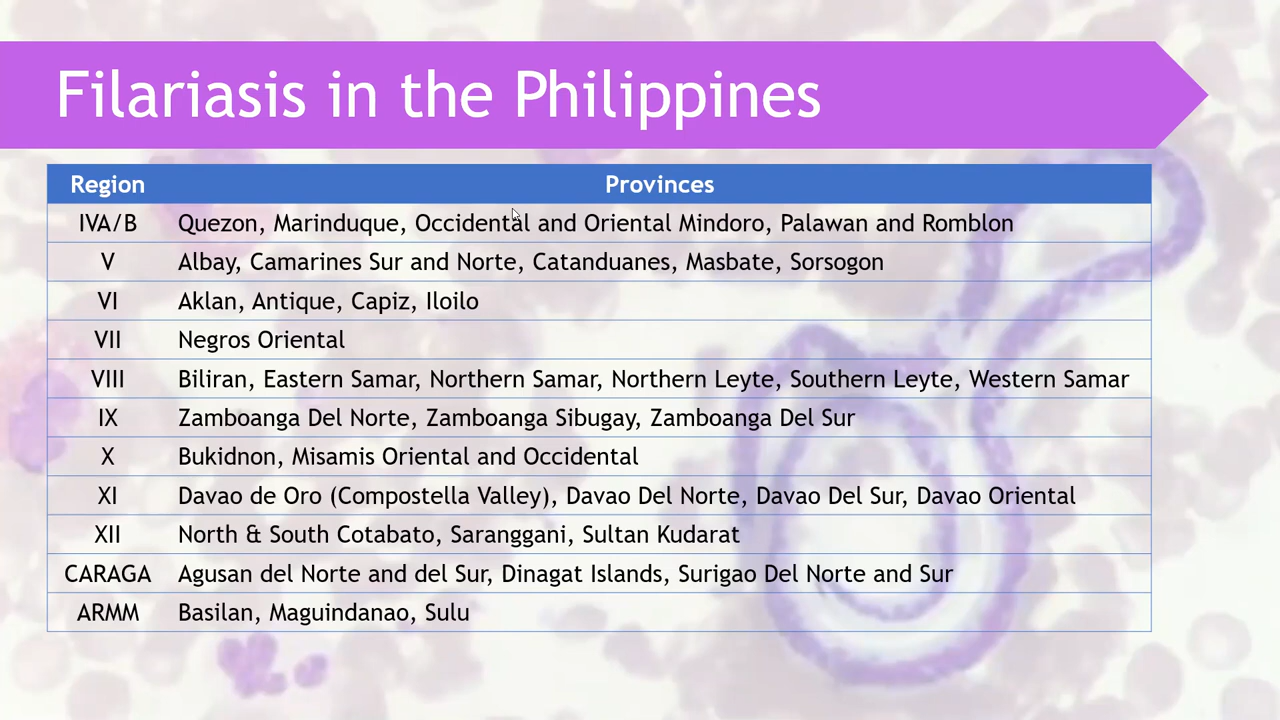 Filariasis in the Philippines
Region Provinces
IVA/B Quezon, Marinduque, Occidental and Oriental Mindoro, Palawan and Romblon
V Albay, Camarines Sur and Norte, Catanduanes, Masbate, Sorsogon
VI Aklan, Antique, Capiz, Iloilo
VII Negros Oriental
VIII Biliran, Eastern Samar, Northern Samar, Northern Leyte, Southern Leyte, Western Samar
IX Zamboanga Del Norte, Zamboanga Sibugay, Zamboanga Del Sur
X Bukidnon, Misamis Oriental and Occidental
XI Davao de Oro (Compostella Valley), Davao Del Norte, Davao Del Sur, Davao Oriental
XII North & South Cotabato, Saranggani, Sultan Kudarat
CARAGA Agusan del Norte and del Sur, Dinagat Islands, Surigao Del Norte and Sur
ARMM Basilan, Maguindanao, Sulu